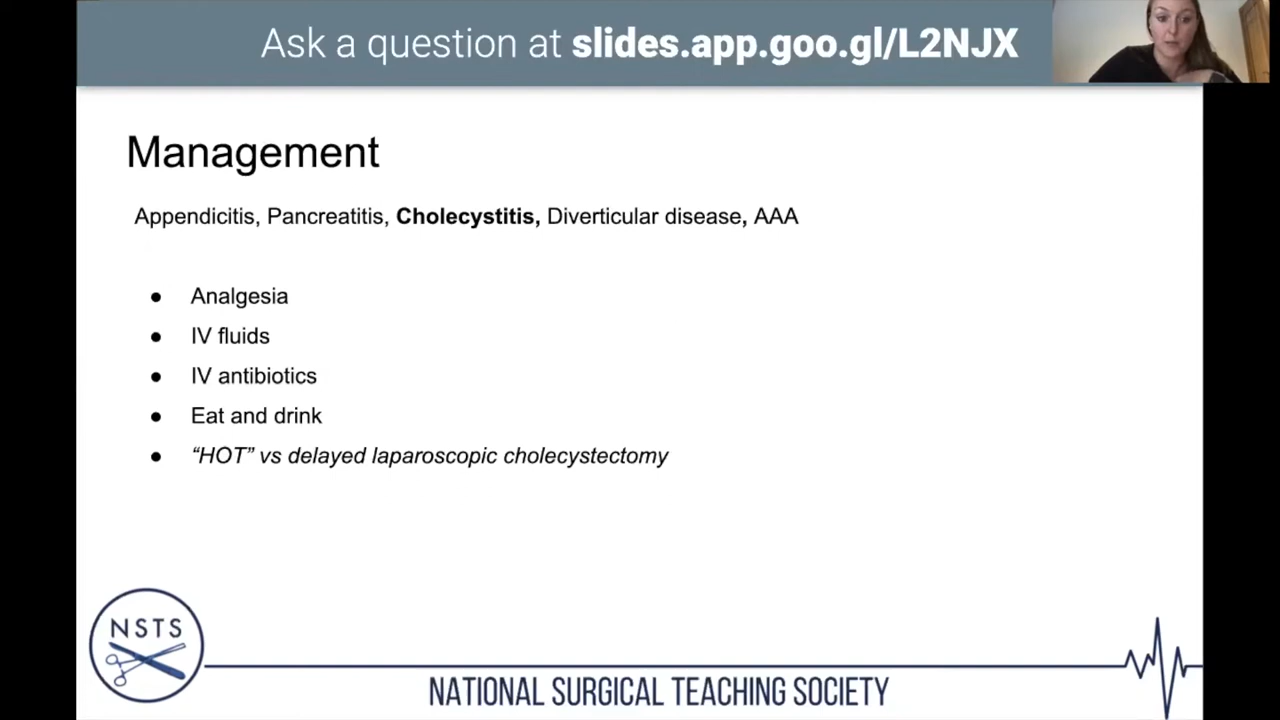 Ask a question at slides.app.goo.gl/L2NJX
Management
Appendicitis, Pancreatitis, Cholecystitis, Diverticular disease, AAA
● Analgesia
● IV fluids
● IV antibiotics
● Eat and drink
● “HOT” vs delayed laparoscopic cholecystectomy
NSTS
NATIONAL SURGICAL TEACHING SOCIETY